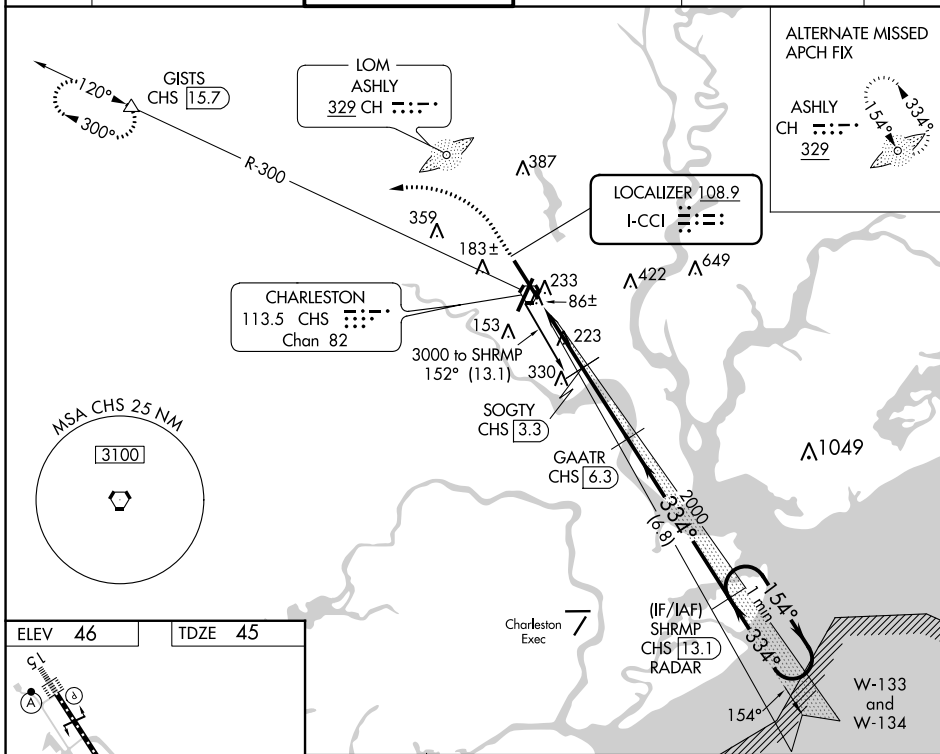 ALTERNATE MISSED
APCH FIX
ASHLY
CH
329
334°
154°
120°
300°
GISTS
CHS 15.7
LOM
ASHLY
329 CH
R-300
387
359
183±
LOCALIZER 108.9
I-CCI
649
422
233
86±
CHARLESTON
113.5 CHS
Chan 82
153
223
3000 to SHRMP
152° (13.1)
330
SOGTY
CHS 3.3
GAATR
CHS 6.3
MSA CHS 25 NM
3100
1049
2000
334°
(6.8)
1 min
154°
334°
(IF/IAF)
SHRMP
CHS 13.1
RADAR
154°
Charleston
Exec
W-133
and
W-134
ELEV 46
TDZE 45
15
A
P